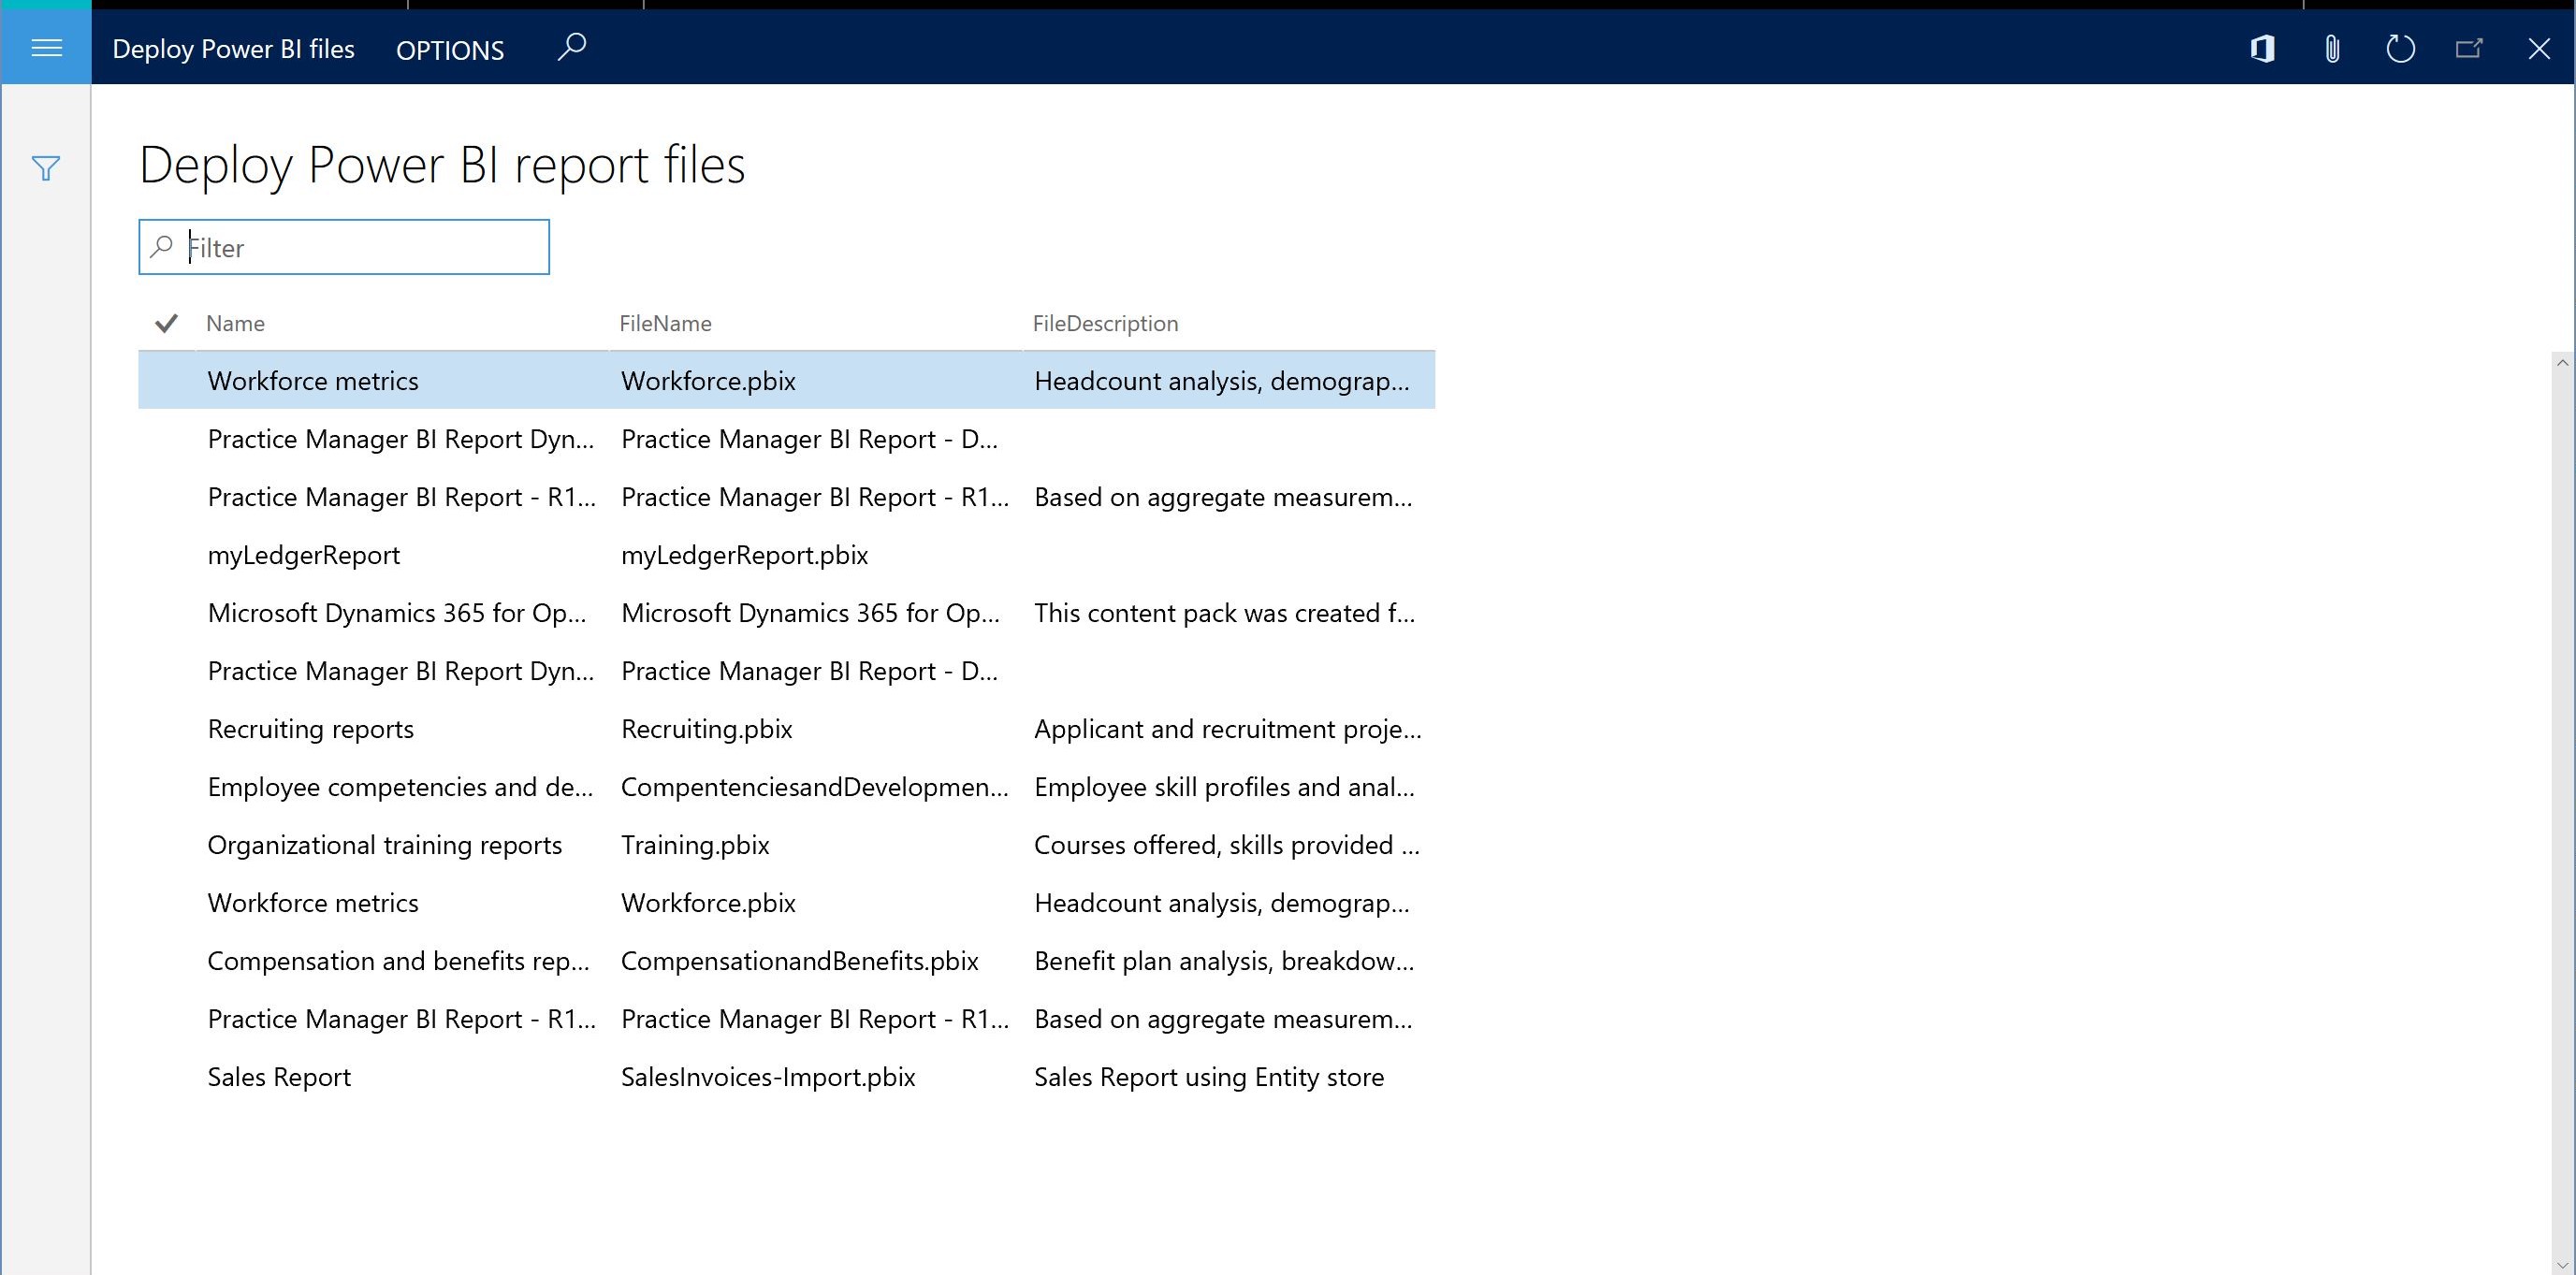 Deploy Power BI files OPTIONS
Deploy Power BI report files
Filter
Name FileName FileDescription
Workforce metrics Workforce.pbix Headcount analysis, demograp...
Practice Manager BI Report Dyn... Practice Manager BI Report - D...
Practice Manager BI Report - R1... Practice Manager BI Report - R1... Based on aggregate measurem...
myLedgerReport myLedgerReport.pbix
Microsoft Dynamics 365 for Op... Microsoft Dynamics 365 for Op... This content pack was created f...
Practice Manager BI Report Dyn... Practice Manager BI Report - D...
Recruiting reports Recruiting.pbix Applicant and recruitment proje...
Employee competencies and de... CompentenciesandDevelopmen... Employee skill profiles and anal...
Organizational training reports Training.pbix Courses offered, skills provided ...
Workforce metrics Workforce.pbix Headcount analysis, demograp...
Compensation and benefits rep... CompensationandBenefits.pbix Benefit plan analysis, breakdow...
Practice Manager BI Report - R1... Practice Manager BI Report - R1... Based on aggregate measurem...
Sales Report SalesInvoices-Import.pbix Sales Report using Entity store